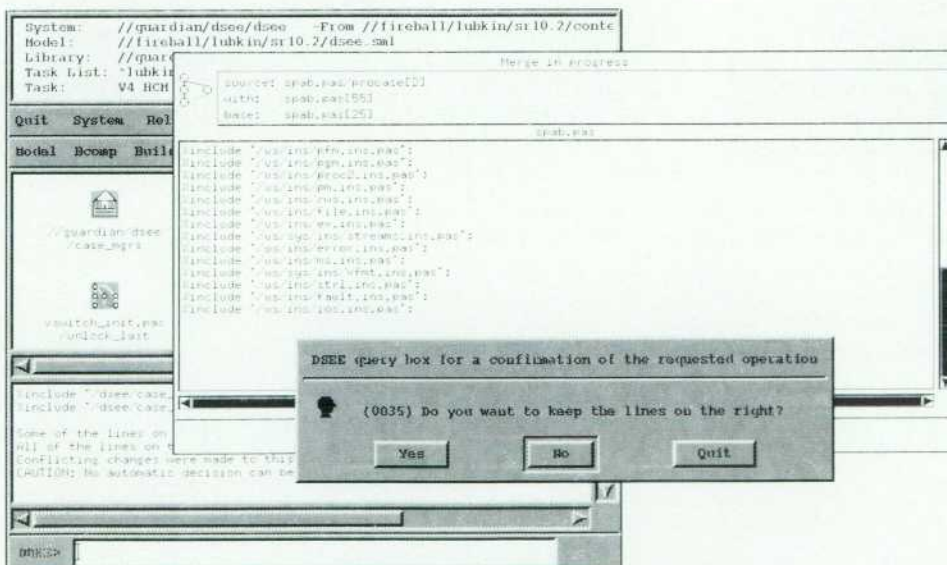 System: //guardian/dsee/dsee -From //fireball/lubkin/sr10.2/conte
Model: //fireball/lubkin/sr10.2/dsee.sml
Library: //guar
Task List: `lubkin
Task: V4 HCM
Quit System Rel
Model Bcomp Buil
//guardian/dsee
/case_mgrs
vswitch_init.pas
/unlock_last
Merge in progress
source: spab.pas/procase[2]
with: spab.pas[55]
base: spab.pas[25]
spab.pas
%include '/us/ins/pfm.ins.pas';
%include '/us/ins/pgm.ins.pas';
%include '/us/ins/proc2.ins.pas';
%include '/us/ins/pm.ins.pas';
%include '/us/ins/rws.ins.pas';
%include '/us/ins/file.ins.pas';
%include '/us/ins/ev.ins.pas';
%include '/us/sys/ins/streams.ins.pas';
%include '/us/ins/error.ins.pas';
%include '/us/ins/ms.ins.pas';
%include '/us/sys/ins/vfmt.ins.pas';
%include '/us/ins/strl.ins.pas';
%include '/us/ins/fault.ins.pas';
%include '/us/ins/ios.ins.pas';
%include '/dsee/case_
%include '/dsee/case_
Some of the lines on
All of the lines on t
Conflicting changes were made to this
CAUTION: No automatic decision can be
DSEE query box for a confirmation of the requested operation
(0035) Do you want to keep the lines on the right?
Yes No Quit
DSEE>